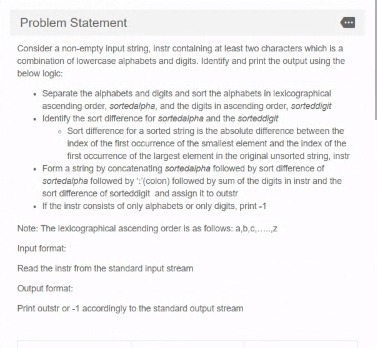 Problem Statement
Consider a non-empty input string, instr containing at least two characters which is a
combination of lowercase alphabets and digits. Identify and print the output using the
below logic:
• Separate the alphabets and digits and sort the alphabets in lexicographical
ascending order, sortedalpha, and the digits in ascending order, sorteddigit
• Identify the sort difference for sortedalpha and the sorteddigit
○ Sort difference for a sorted string is the absolute difference between the
index of the first occurrence of the smallest element and the index of the
first occurrence of the largest element in the original unsorted string, instr
• Form a string by concatenating sortedalpha followed by sort difference of
sortedalpha followed by ':'(colon) followed by sum of the digits in instr and the
sort difference of sorteddigit and assign it to outstr
• If the instr consists of only alphabets or only digits, print -1
Note: The lexicographical ascending order is as follows: a,b,c,.....,z
Input format:
Read the instr from the standard input stream
Output format:
Print outstr or -1 accordingly to the standard output stream